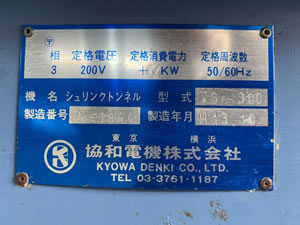 相 定格電圧 定格消費電力 定格周波数
3 200V KW 50/60Hz
機名 シュリンクトンネル 型式
製造番号 製造年月
東京 横浜
協和電機株式会社
KYOWA DENKI CO., LTD.
TEL 03-3761-1187